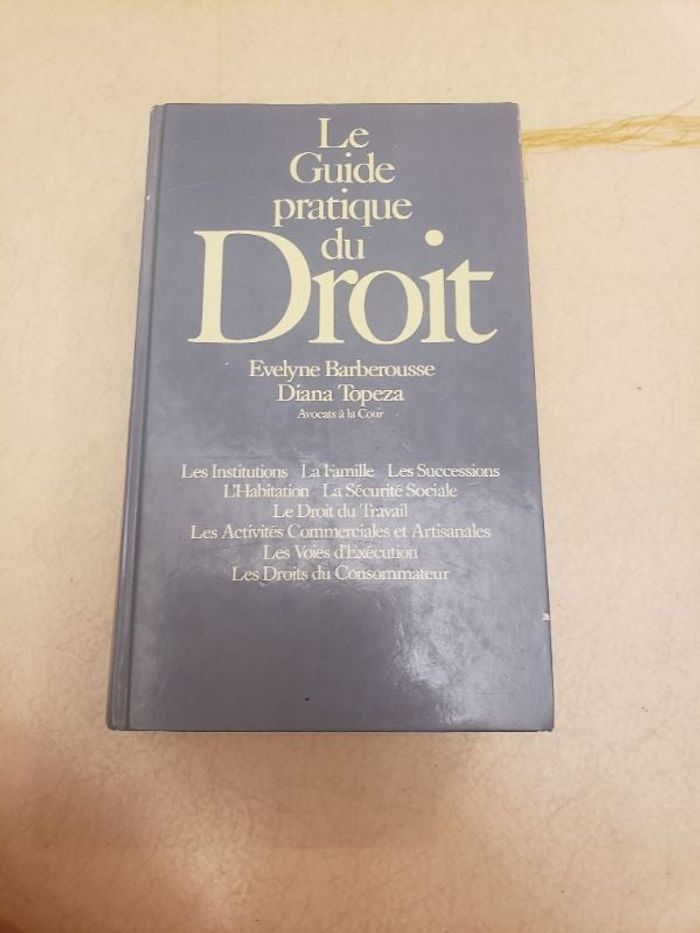 Le
Guide
pratique
du
Droit
Evelyne Barberousse
Diana Topeza
Avocats à la Cour
Les Institutions La Famille Les Successions
L'Habitation La Sécurité Sociale
Le Droit du Travail
Les Activités Commerciales et Artisanales
Les Voies d'Exécution
Les Droits du Consommateur